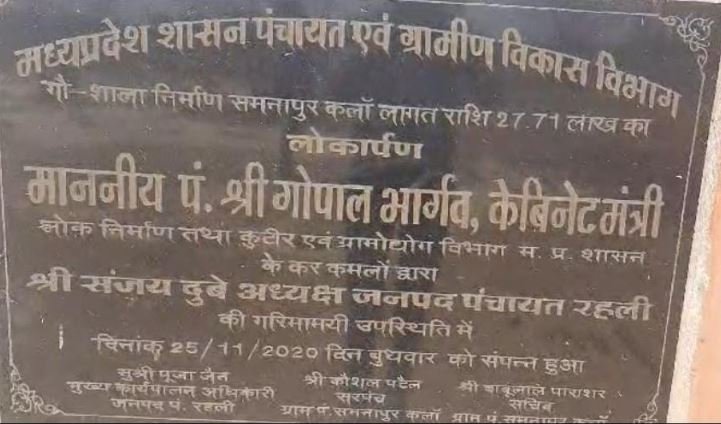 मध्यप्रदेश शासन पंचायत एवं ग्रामीण विकास विभाग
गौ-शाला निर्माण समनापुर कलॉ लागत राशि 27.71 लाख का
लोकार्पण
माननीय पं. श्री गोपाल भार्गव, केबिनेट मंत्री
लोक निर्माण तथा कुटीर एवं ग्रामोद्योग विभाग म. प्र. शासन
के कर कमलों द्वारा
श्री संजय दुबे अध्यक्ष जनपद पंचायत रहली
की गरिमामयी उपस्थिति में
दिनांक 25/11/2020 दिन बुधवार को संपन्न हुआ
सुश्री पूजा जैन श्री कौशल पटेल श्री बाबूलाल पाराशर
मुख्य कार्यपालन अधिकारी सरपंच सचिव
जनपद पं. रहली ग्राम पं. समनापुर कलॉ ग्राम पं. समनापुर कलॉ